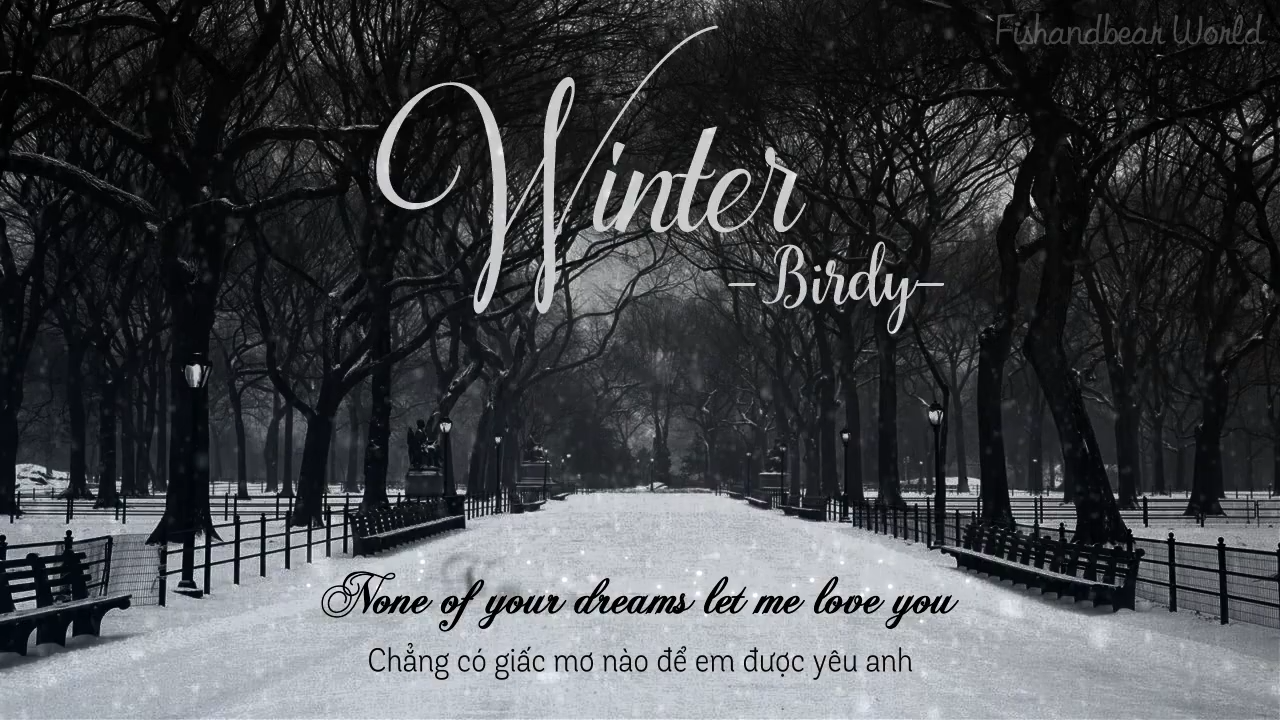 Fishandbear World
Winter
-Birdy-
None of your dreams let me love you
Chẳng có giấc mơ nào để em được yêu anh